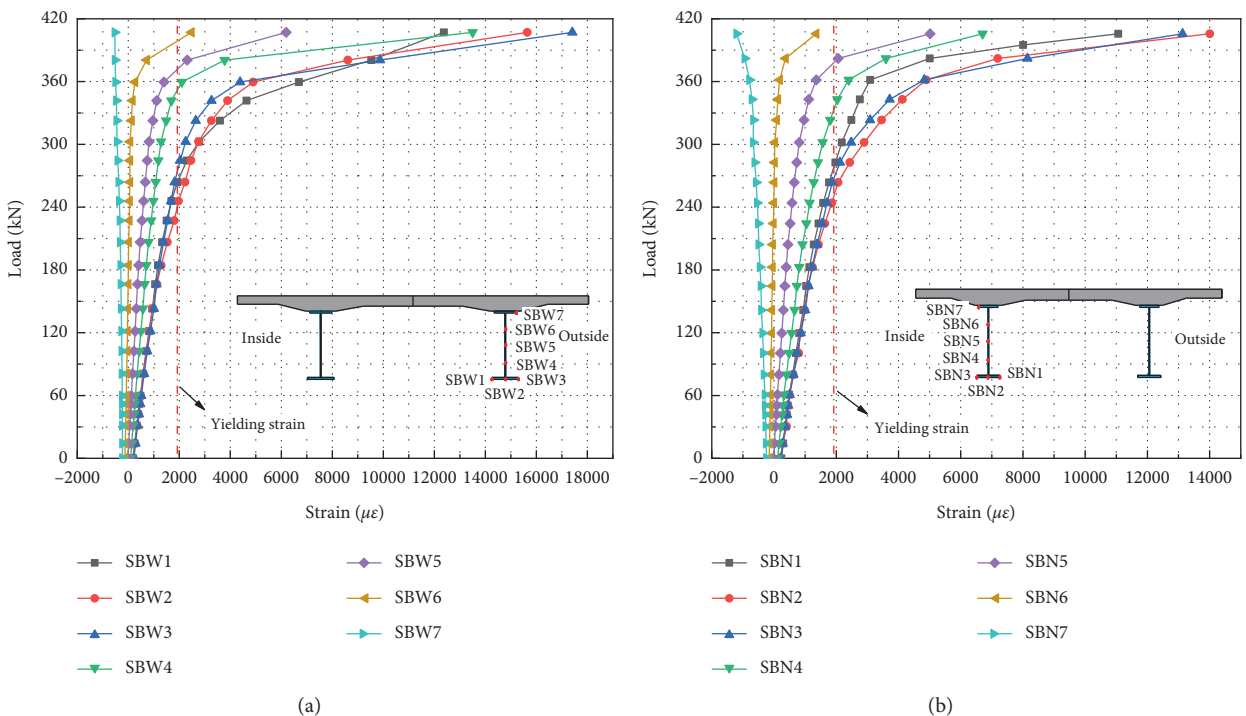 420
360
300
240
180
120
60
0
Load (kN)
Inside
Outside
SBW7
SBW6
SBW5
SBW4
SBW1
SBW3
SBW2
Yielding strain
−2000 0 2000 4000 6000 8000 10000 12000 14000 16000 18000
Strain (με)
SBW1
SBW2
SBW3
SBW4
SBW5
SBW6
SBW7
(a)
420
360
300
240
180
120
60
0
Load (kN)
Inside
Outside
SBN7
SBN6
SBN5
SBN4
SBN3
SBN1
SBN2
Yielding strain
−2000 0 2000 4000 6000 8000 10000 12000 14000
Strain (με)
SBN1
SBN2
SBN3
SBN4
SBN5
SBN6
SBN7
(b)